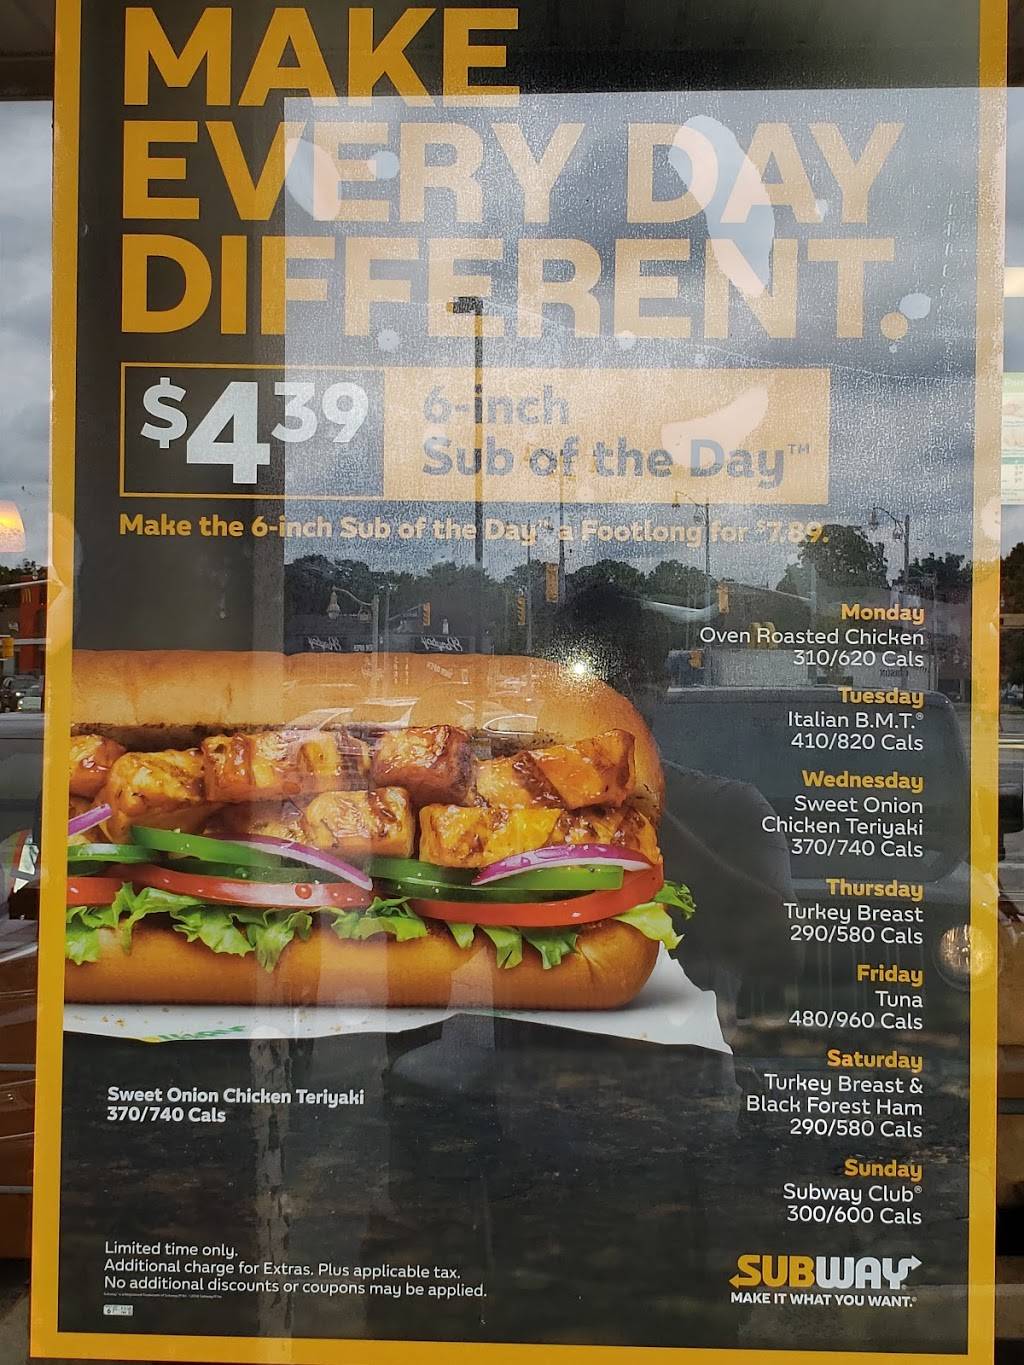 MAKE
EVERY DAY
DIFFERENT.
$4 39
6-inch
Sub of the Day™
Make the 6-inch Sub of the Day™ a Footlong for $7.89.
Monday
Oven Roasted Chicken
310/620 Cals
Tuesday
Italian B.M.T.®
410/820 Cals
Wednesday
Sweet Onion
Chicken Teriyaki
370/740 Cals
Thursday
Turkey Breast
290/580 Cals
Friday
Tuna
480/960 Cals
Saturday
Turkey Breast &
Black Forest Ham
290/580 Cals
Sunday
Subway Club®
300/600 Cals
Sweet Onion Chicken Teriyaki
370/740 Cals
Limited time only.
Additional charge for Extras. Plus applicable tax.
No additional discounts or coupons may be applied.
SUBWAY
MAKE IT WHAT YOU WANT.®